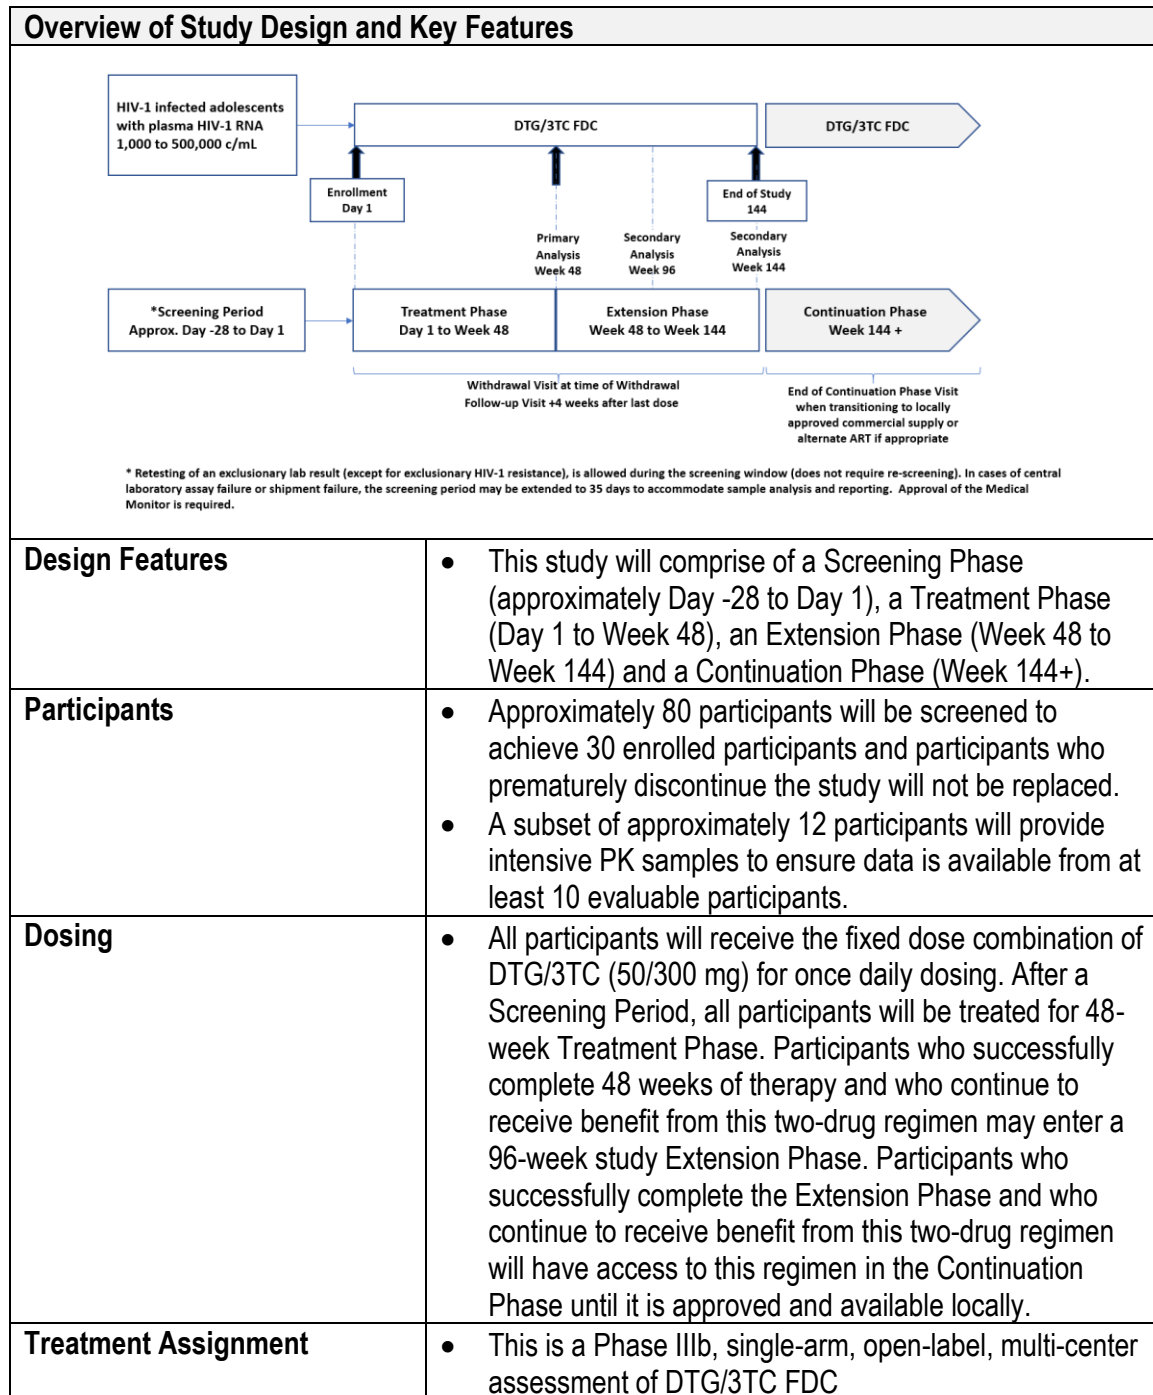 Overview of Study Design and Key Features
HIV-1 infected adolescents
with plasma HIV-1 RNA
1,000 to 500,000 c/mL
DTG/3TC FDC
DTG/3TC FDC
Enrollment
Day 1
End of Study
144
Primary
Analysis
Week 48
Secondary
Analysis
Week 96
Secondary
Analysis
Week 144
*Screening Period
Approx. Day -28 to Day 1
Treatment Phase
Day 1 to Week 48
Extension Phase
Week 48 to Week 144
Continuation Phase
Week 144 +
Withdrawal Visit at time of Withdrawal
Follow-up Visit +4 weeks after last dose
End of Continuation Phase Visit
when transitioning to locally
approved commercial supply or
alternate ART if appropriate
* Retesting of an exclusionary lab result (except for exclusionary HIV-1 resistance), is allowed during the screening window (does not require re-screening). In cases of central
laboratory assay failure or shipment failure, the screening period may be extended to 35 days to accommodate sample analysis and reporting.  Approval of the Medical
Monitor is required.
Design Features
• This study will comprise of a Screening Phase
(approximately Day -28 to Day 1), a Treatment Phase
(Day 1 to Week 48), an Extension Phase (Week 48 to
Week 144) and a Continuation Phase (Week 144+).
Participants
• Approximately 80 participants will be screened to
achieve 30 enrolled participants and participants who
prematurely discontinue the study will not be replaced.
• A subset of approximately 12 participants will provide
intensive PK samples to ensure data is available from at
least 10 evaluable participants.
Dosing
• All participants will receive the fixed dose combination of
DTG/3TC (50/300 mg) for once daily dosing. After a
Screening Period, all participants will be treated for 48-
week Treatment Phase. Participants who successfully
complete 48 weeks of therapy and who continue to
receive benefit from this two-drug regimen may enter a
96-week study Extension Phase. Participants who
successfully complete the Extension Phase and who
continue to receive benefit from this two-drug regimen
will have access to this regimen in the Continuation
Phase until it is approved and available locally.
Treatment Assignment
• This is a Phase IIIb, single-arm, open-label, multi-center
assessment of DTG/3TC FDC